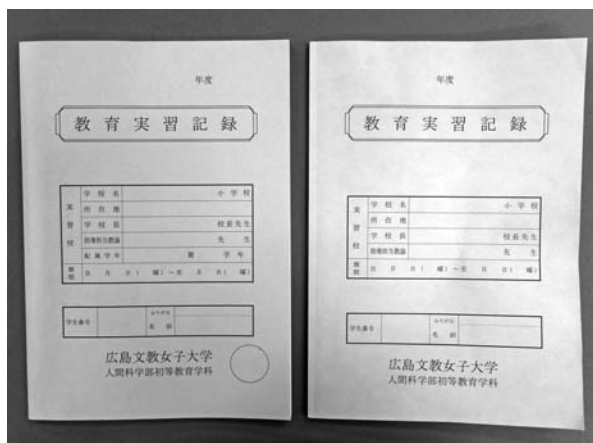 年度
教育実習記録
実習校
学校名 小学校
所在地
学校長 校長先生
指導担当教諭 先生
配属学年 第 学年
期間 自 月 日(曜)~至 月 日(曜)
学生番号 ふりがな
名前
広島文教女子大学
人間科学部初等教育学科
年度
教育実習記録
実習校
学校名 小学校
所在地
学校長 校長先生
指導担当教諭 先生
期間 自 月 日(曜)~至 月 日(曜)
学生番号 ふりがな
名前
広島文教女子大学
人間科学部初等教育学科